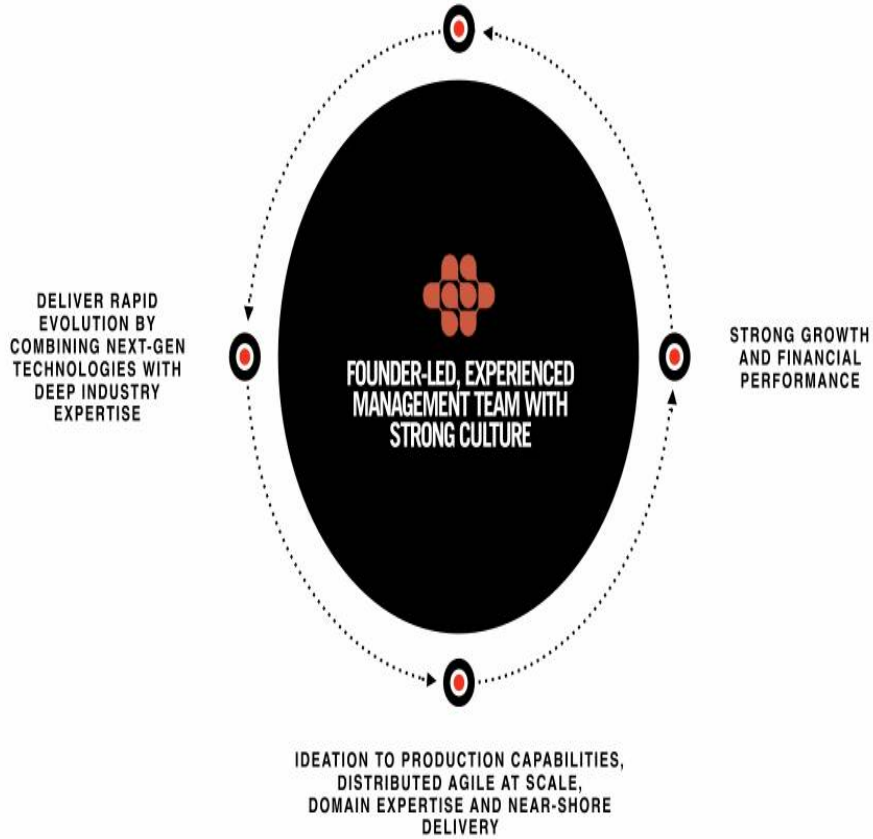 DELIVER RAPID
EVOLUTION BY
COMBINING NEXT-GEN
TECHNOLOGIES WITH
DEEP INDUSTRY
EXPERTISE
FOUNDER-LED, EXPERIENCED
MANAGEMENT TEAM WITH
STRONG CULTURE
STRONG GROWTH
AND FINANCIAL
PERFORMANCE
IDEATION TO PRODUCTION CAPABILITIES,
DISTRIBUTED AGILE AT SCALE,
DOMAIN EXPERTISE AND NEAR-SHORE
DELIVERY